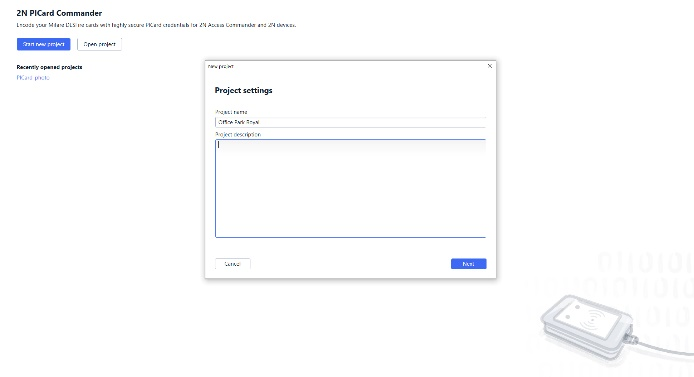 2N PICard Commander
Encode your Mifare DESFire cards with highly secure PICard credentials for 2N Access Commander and 2N devices.
Start new project
Open project
Recently opened projects
PICard-photo
New project
Project settings
Project name
Office Park Royal
Project description
Cancel
Next